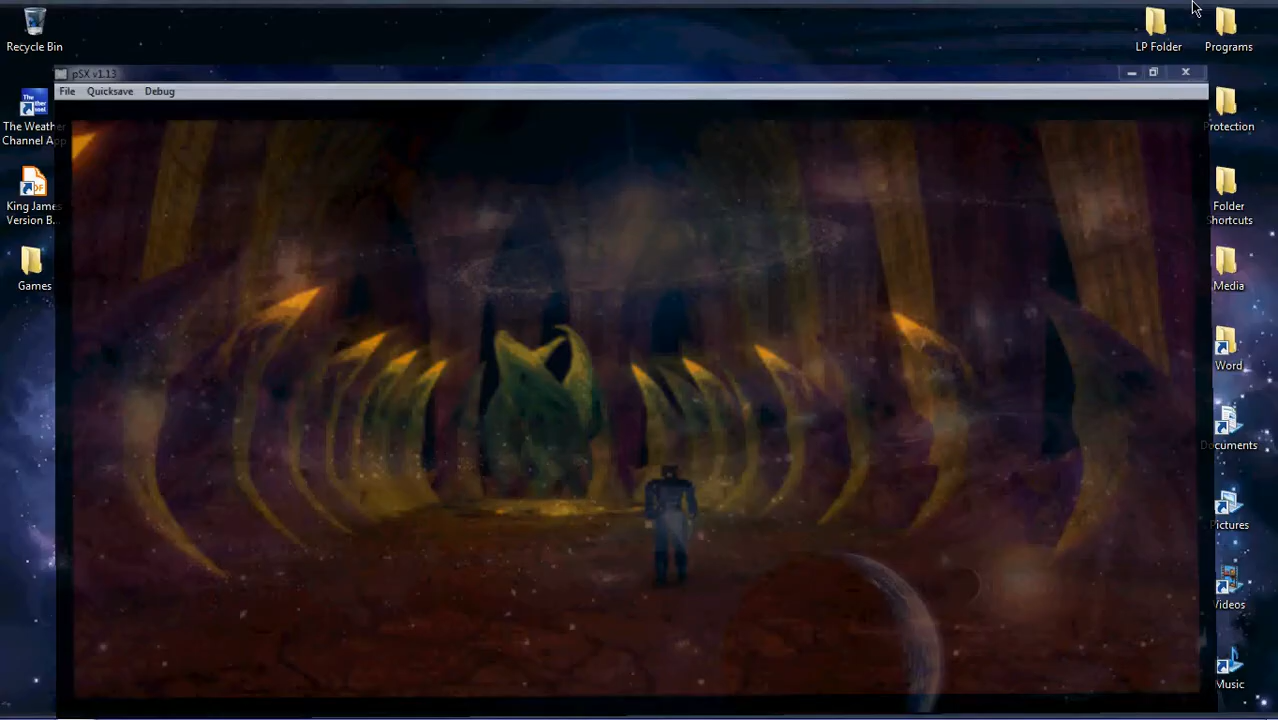 Recycle Bin
LP Folder
Programs
pSX v1.13
File Quicksave Debug
The Weather
Channel App
Protection
King James
Version B...
Folder
Shortcuts
Games
Media
Word
Documents
Pictures
Videos
Music